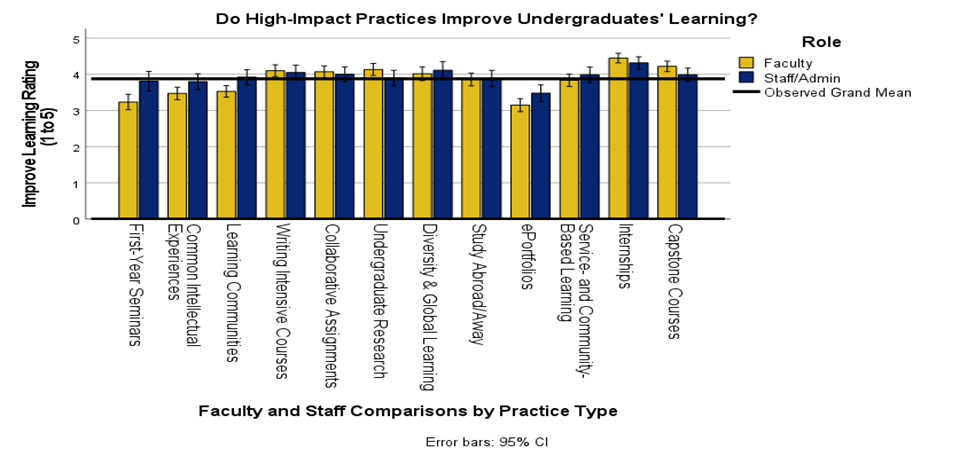 Do High-Impact Practices Improve Undergraduates' Learning?
Improve Learning Rating
(1 to 5)
5
4
3
2
1
0
Role
Faculty
Staff/Admin
Observed Grand Mean
First-Year Seminars
Common Intellectual
Experiences
Learning Communities
Writing Intensive Courses
Collaborative Assignments
Undergraduate Research
Diversity & Global Learning
Study Abroad/Away
ePortfolios
Service- and Community-
Based Learning
Internships
Capstone Courses
Faculty and Staff Comparisons by Practice Type
Error bars: 95% CI